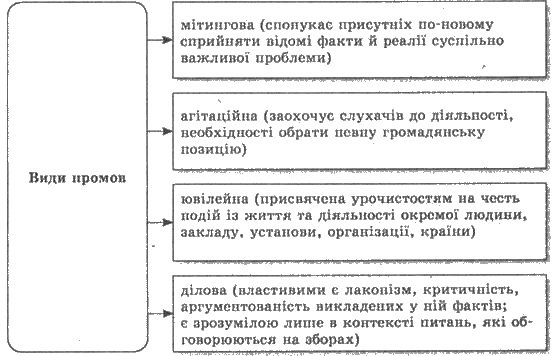 Види промов
мітингова (спонукає присутніх по-новому
сприйняти відомі факти й реалії суспільно
важливої проблеми)
агітаційна (заохочує слухачів до діяльності,
необхідності обрати певну громадянську
позицію)
ювілейна (присвячена урочистостям на честь
подій із життя та діяльності окремої людини,
закладу, установи, організації, країни)
ділова (властивими є лаконізм, критичність,
аргументованість викладених у ній фактів;
є зрозумілою лише в контексті питань, які об-
говорюються на зборах)